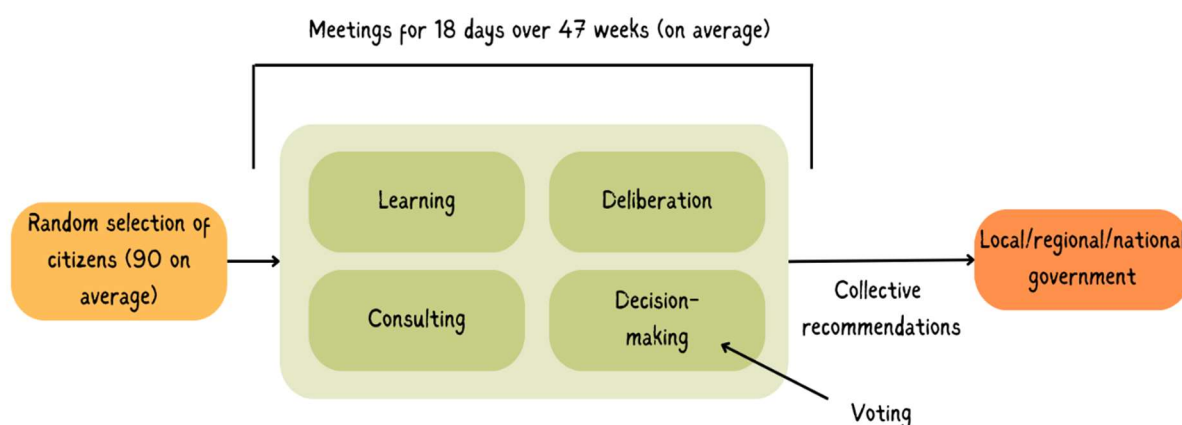 Meetings for 18 days over 47 weeks (on average)
Random selection of
citizens (90 on
average)
Learning
Deliberation
Consulting
Decision-
making
Voting
Collective
recommendations
Local/regional/national
government